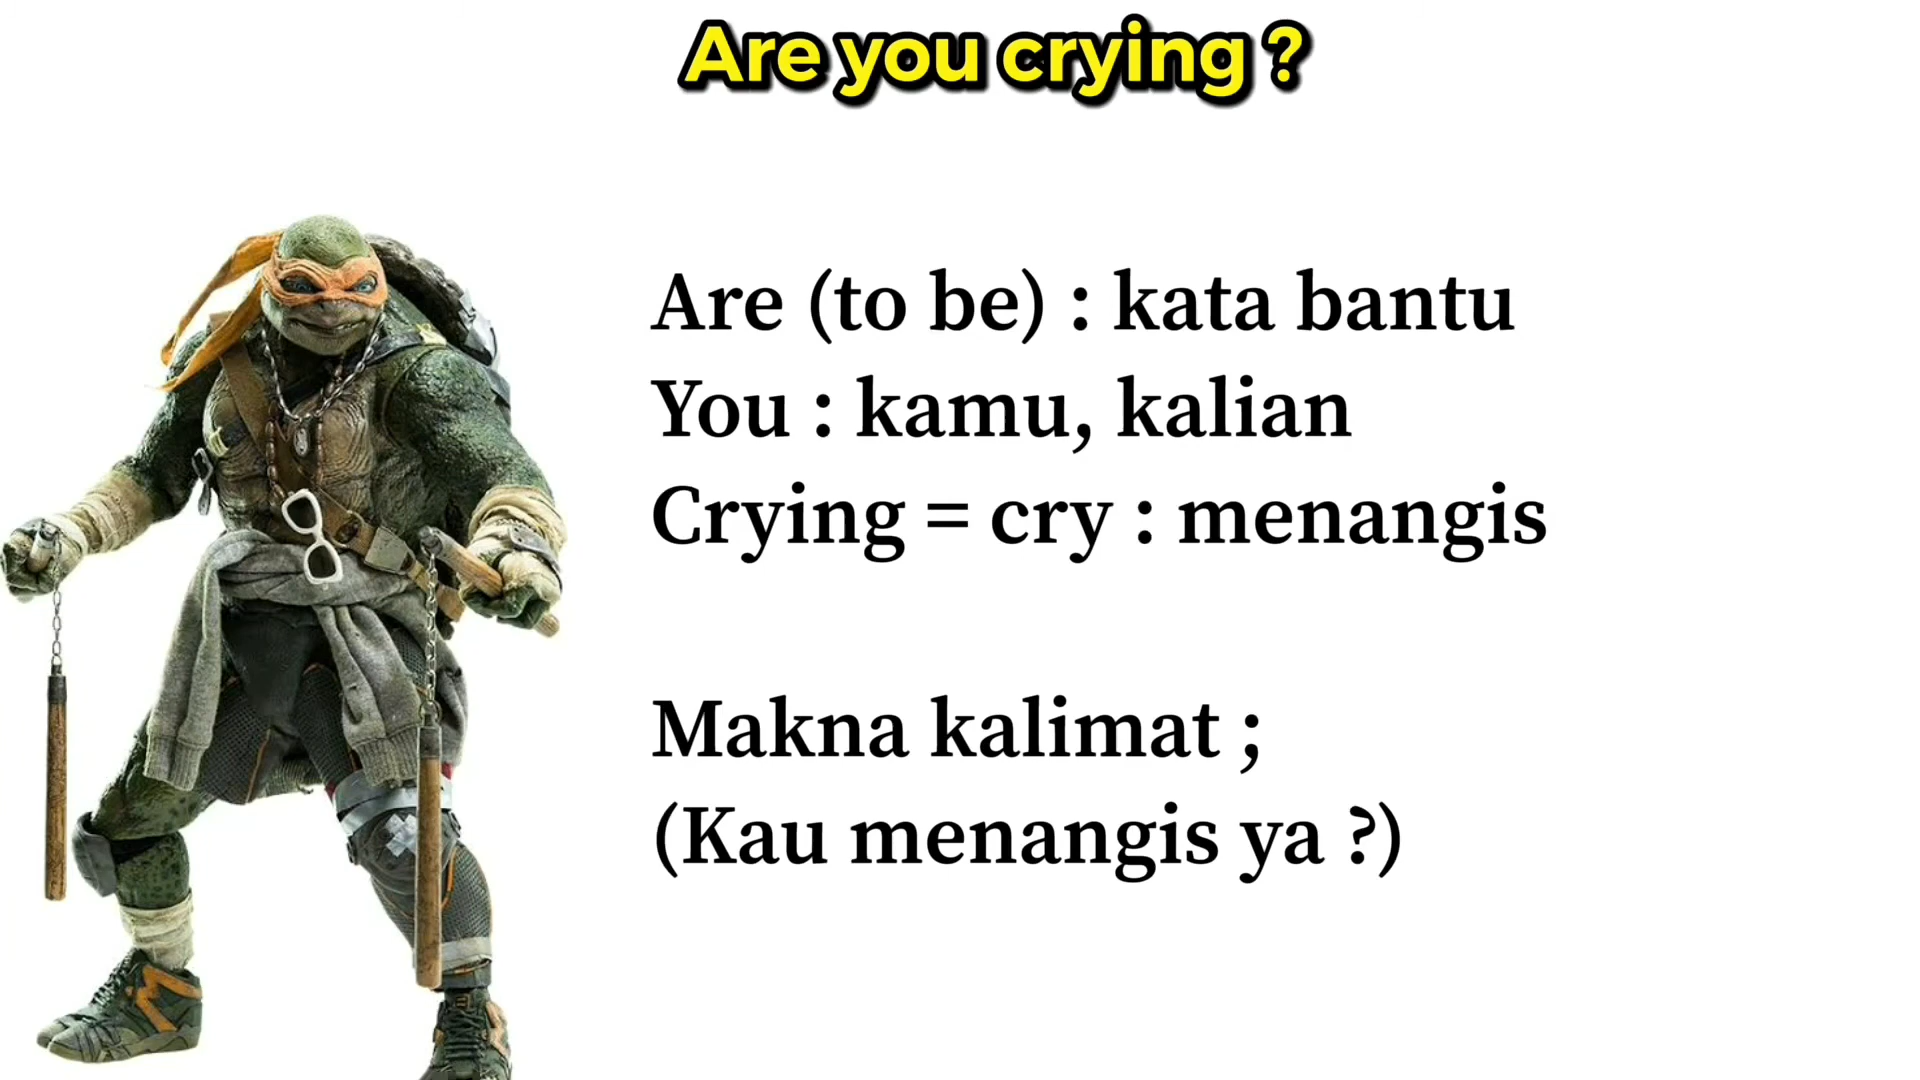 Are you crying ?
Are (to be) : kata bantu
You : kamu, kalian
Crying = cry : menangis
Makna kalimat ;
(Kau menangis ya ?)